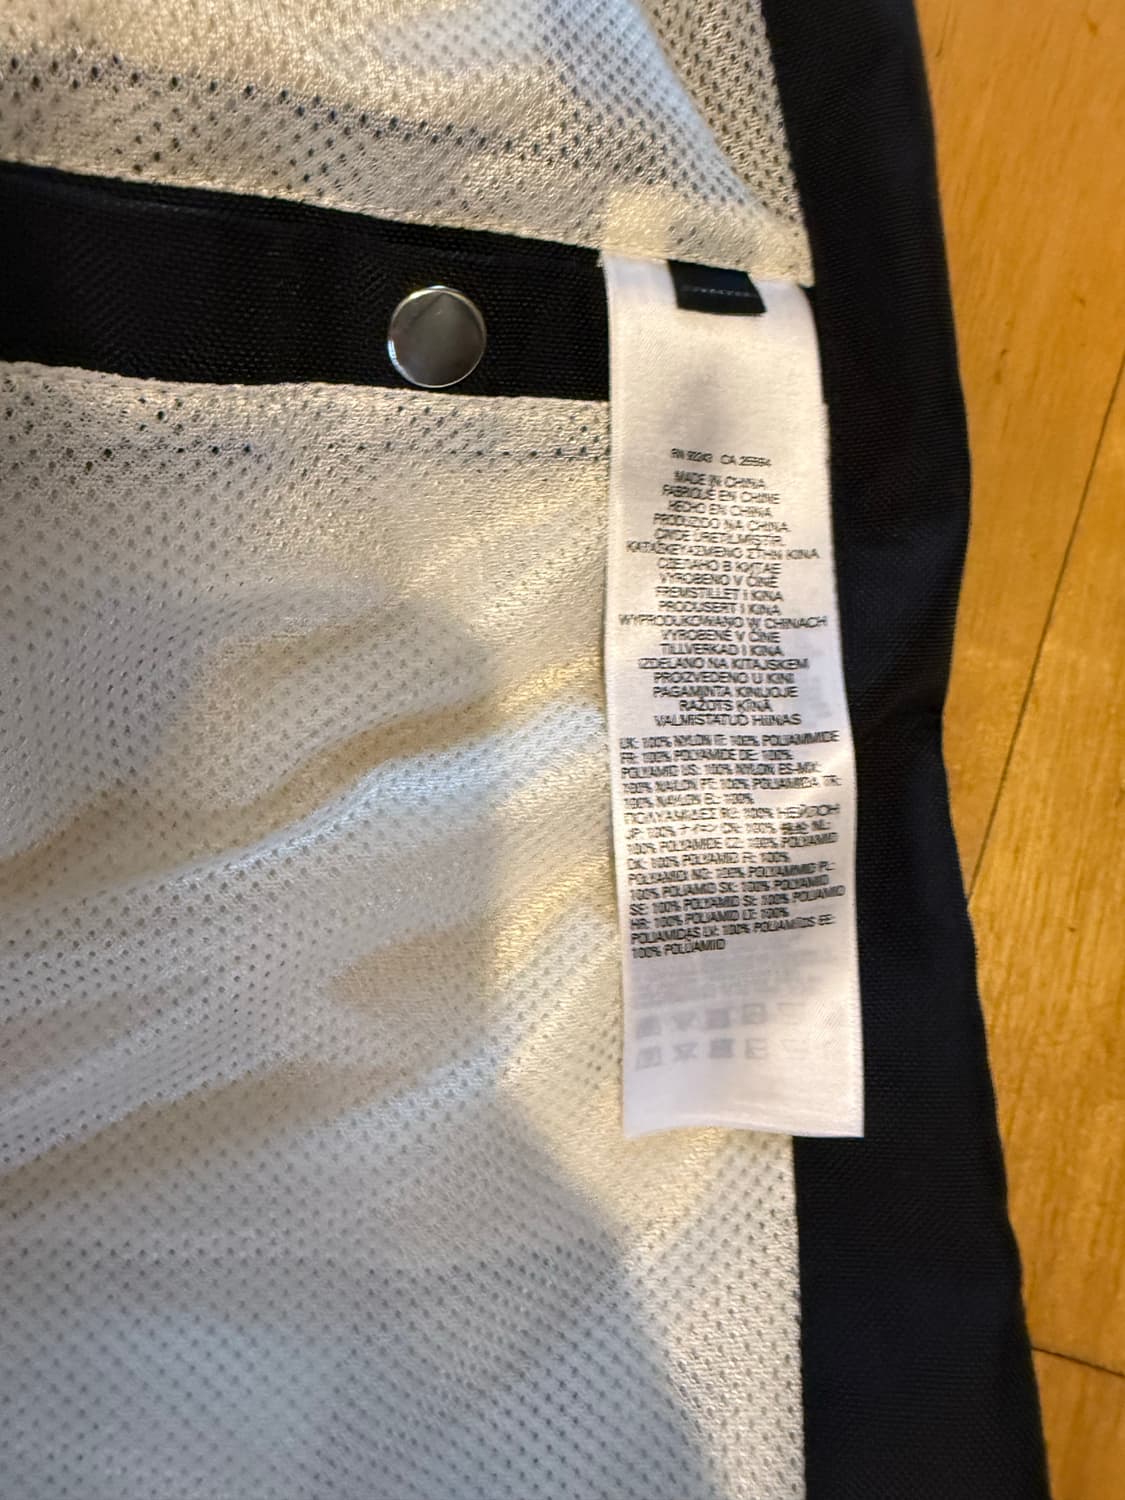 RN 92243 CA 25594
MADE IN CHINA
FABRIQUÉ EN CHINE
HECHO EN CHINA
PRODUZIDO NA CHINA
ÇİN'DE ÜRETİLMİŞTİR
ΚΑΤΑΣΚΕΥΑΣΜΕΝΟ ΣΤΗΝ ΚΙΝΑ
СДЕЛАНО В КИТАЕ
VYROBENO V ČÍNĚ
FREMSTILLET I KINA
PRODUSERT I KINA
WYPRODUKOWANO W CHINACH
VYROBENÉ V ČÍNE
TILLVERKAD I KINA
IZDELANO NA KITAJSKEM
PROIZVEDENO U KINI
PAGAMINTA KINIJOJE
RAŽOTS ĶĪNĀ
VALMISTATUD HIINAS
UK: 100% NYLON IT: 100% POLIAMMIDE
FR: 100% POLYAMIDE DE: 100%
POLYAMID US: 100% NYLON ES-MX:
100% NAILON PT: 100% POLIAMIDA TR:
100% NAYLON EL: 100%
ΠΟΛΥΑΜΙΔΕΣ RU: 100% НЕЙЛОН
JP: 100% ナイロン CN: 100% NL:
100% POLYAMIDE CZ: 100% POLYAMID
DK: 100% POLYAMID FI: 100%
POLYAMIDI NO: 100% POLYAMMID PL:
100% POLIAMID SK: 100% POLYAMID
SE: 100% POLYAMID SI: 100% POLYAMID
HR: 100% POLIAMID LT: 100%
POLIAMIDAS LV: 100% POLIAMĪDS EE:
100% POLÜAMIID